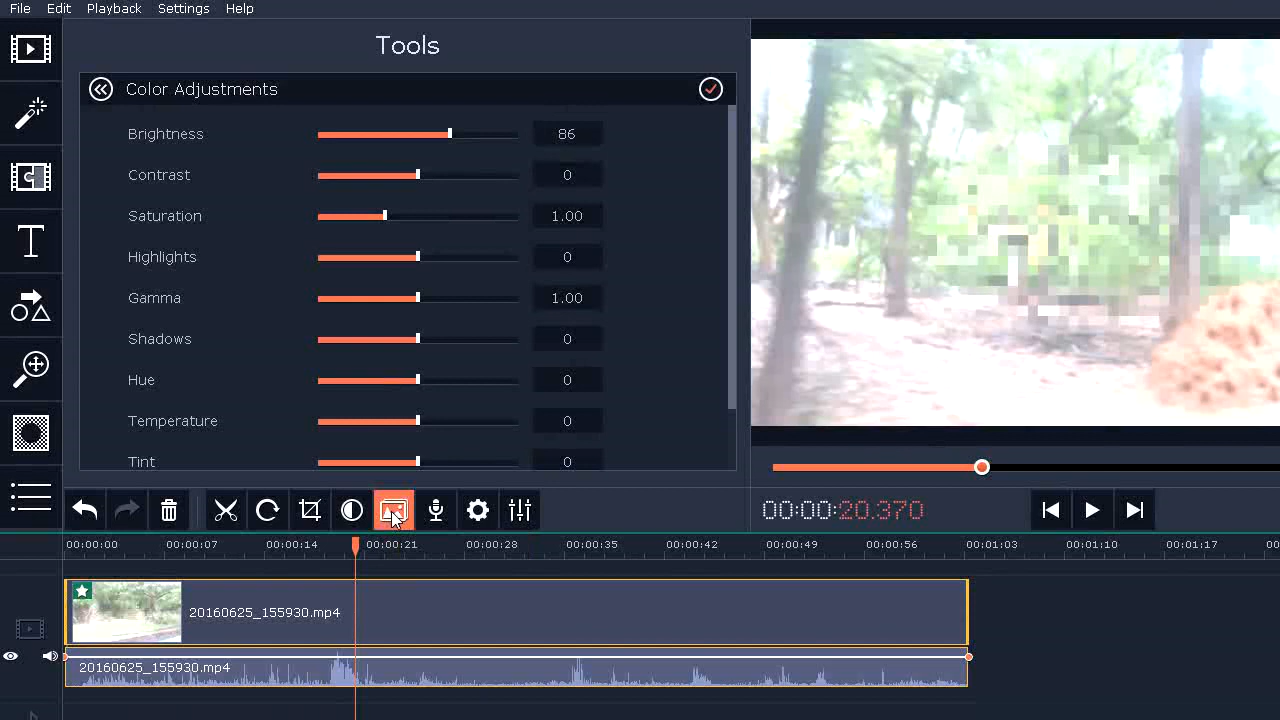 File Edit Playback Settings Help
Tools
Color Adjustments
Brightness 86
Contrast 0
Saturation 1.00
Highlights 0
Gamma 1.00
Shadows 0
Hue 0
Temperature 0
Tint 0
T
00:00:20.370
00:00:00 00:00:07 00:00:14 00:00:21 00:00:28 00:00:35 00:00:42 00:00:49 00:00:56 00:01:03 00:01:10 00:01:17 00
20160625_155930.mp4
20160625_155930.mp4